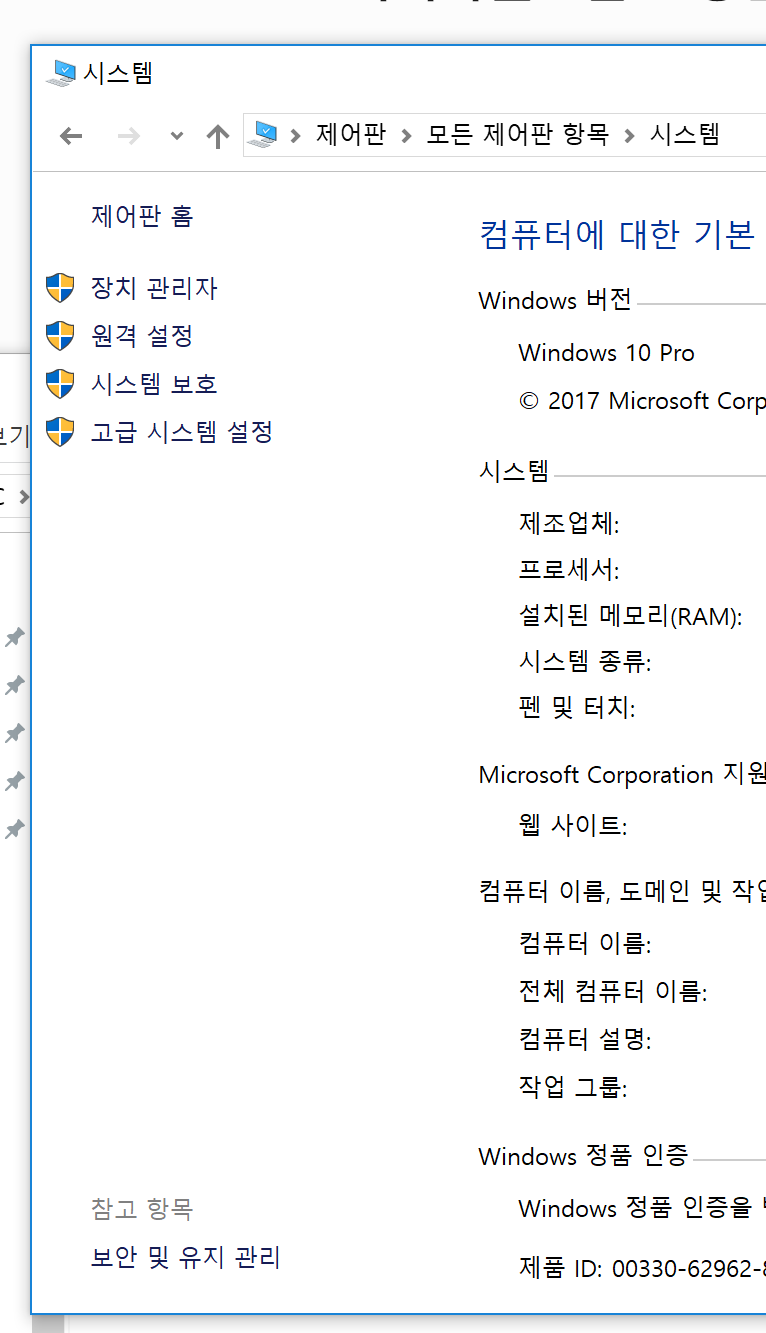 시스템
제어판
모든 제어판 항목
시스템
제어판 홈
장치 관리자
원격 설정
시스템 보호
고급 시스템 설정
컴퓨터에 대한 기본
Windows 버전
Windows 10 Pro
© 2017 Microsoft Corp
시스템
제조업체:
프로세서:
설치된 메모리(RAM):
시스템 종류:
펜 및 터치:
Microsoft Corporation 지원
웹 사이트:
컴퓨터 이름, 도메인 및
컴퓨터 이름:
전체 컴퓨터 이름:
컴퓨터 설명:
작업 그룹:
Windows 정품 인증
Windows 정품 인증을
제품 ID: 00330-62962-
참고 항목
보안 및 유지 관리